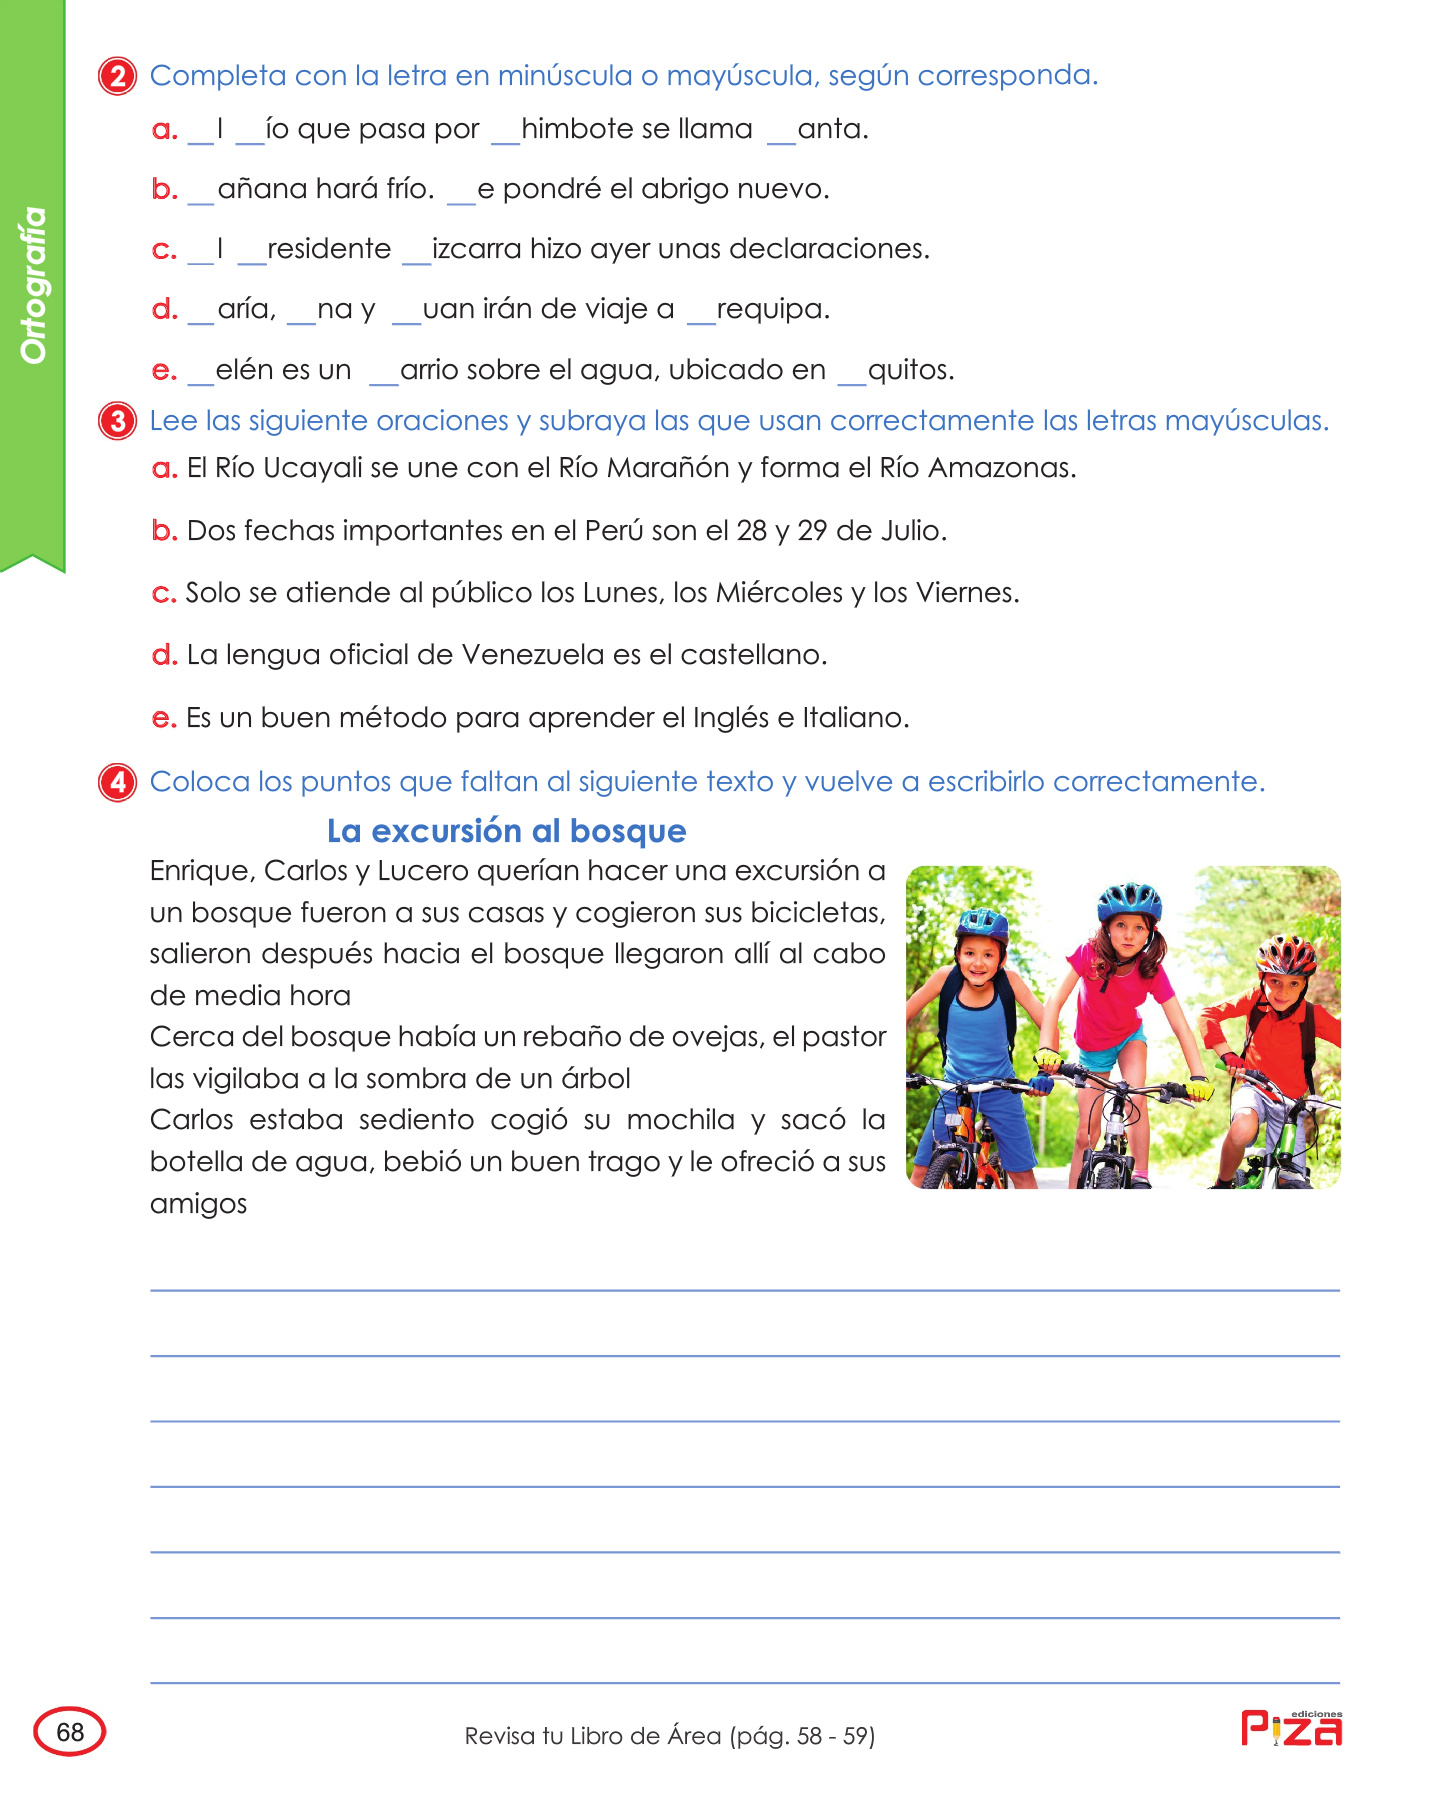 Ortografía
2 Completa con la letra en minúscula o mayúscula, según corresponda.
a. __l __ío que pasa por __himbote se llama __anta.
b. __añana hará frío. __e pondré el abrigo nuevo.
c. __l __residente __izcarra hizo ayer unas declaraciones.
d. __aría, __na y __uan irán de viaje a __requipa.
e. __elén es un __arrio sobre el agua, ubicado en __quitos.
3 Lee las siguiente oraciones y subraya las que usan correctamente las letras mayúsculas.
a. El Río Ucayali se une con el Río Marañón y forma el Río Amazonas.
b. Dos fechas importantes en el Perú son el 28 y 29 de Julio.
c. Solo se atiende al público los Lunes, los Miércoles y los Viernes.
d. La lengua oficial de Venezuela es el castellano.
e. Es un buen método para aprender el Inglés e Italiano.
4 Coloca los puntos que faltan al siguiente texto y vuelve a escribirlo correctamente.
La excursión al bosque
Enrique, Carlos y Lucero querían hacer una excursión a
un bosque fueron a sus casas y cogieron sus bicicletas,
salieron después hacia el bosque llegaron allí al cabo
de media hora
Cerca del bosque había un rebaño de ovejas, el pastor
las vigilaba a la sombra de un árbol
Carlos estaba sediento cogió su mochila y sacó la
botella de agua, bebió un buen trago y le ofreció a sus
amigos
68
Revisa tu Libro de Área (pág. 58 - 59)
ediciones
Piza